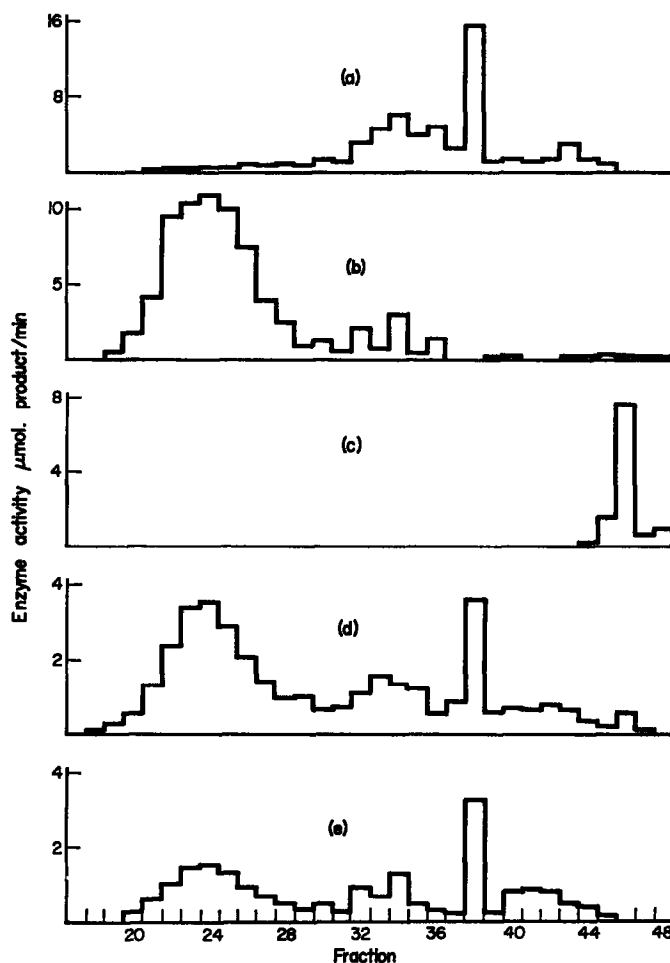 16
8
(a)
10
5
(b)
Enzyme activity μmol. product/min
8
4
(c)
4
2
(d)
4
2
(e)
20 24 28 32 36 40 44 48
Fraction